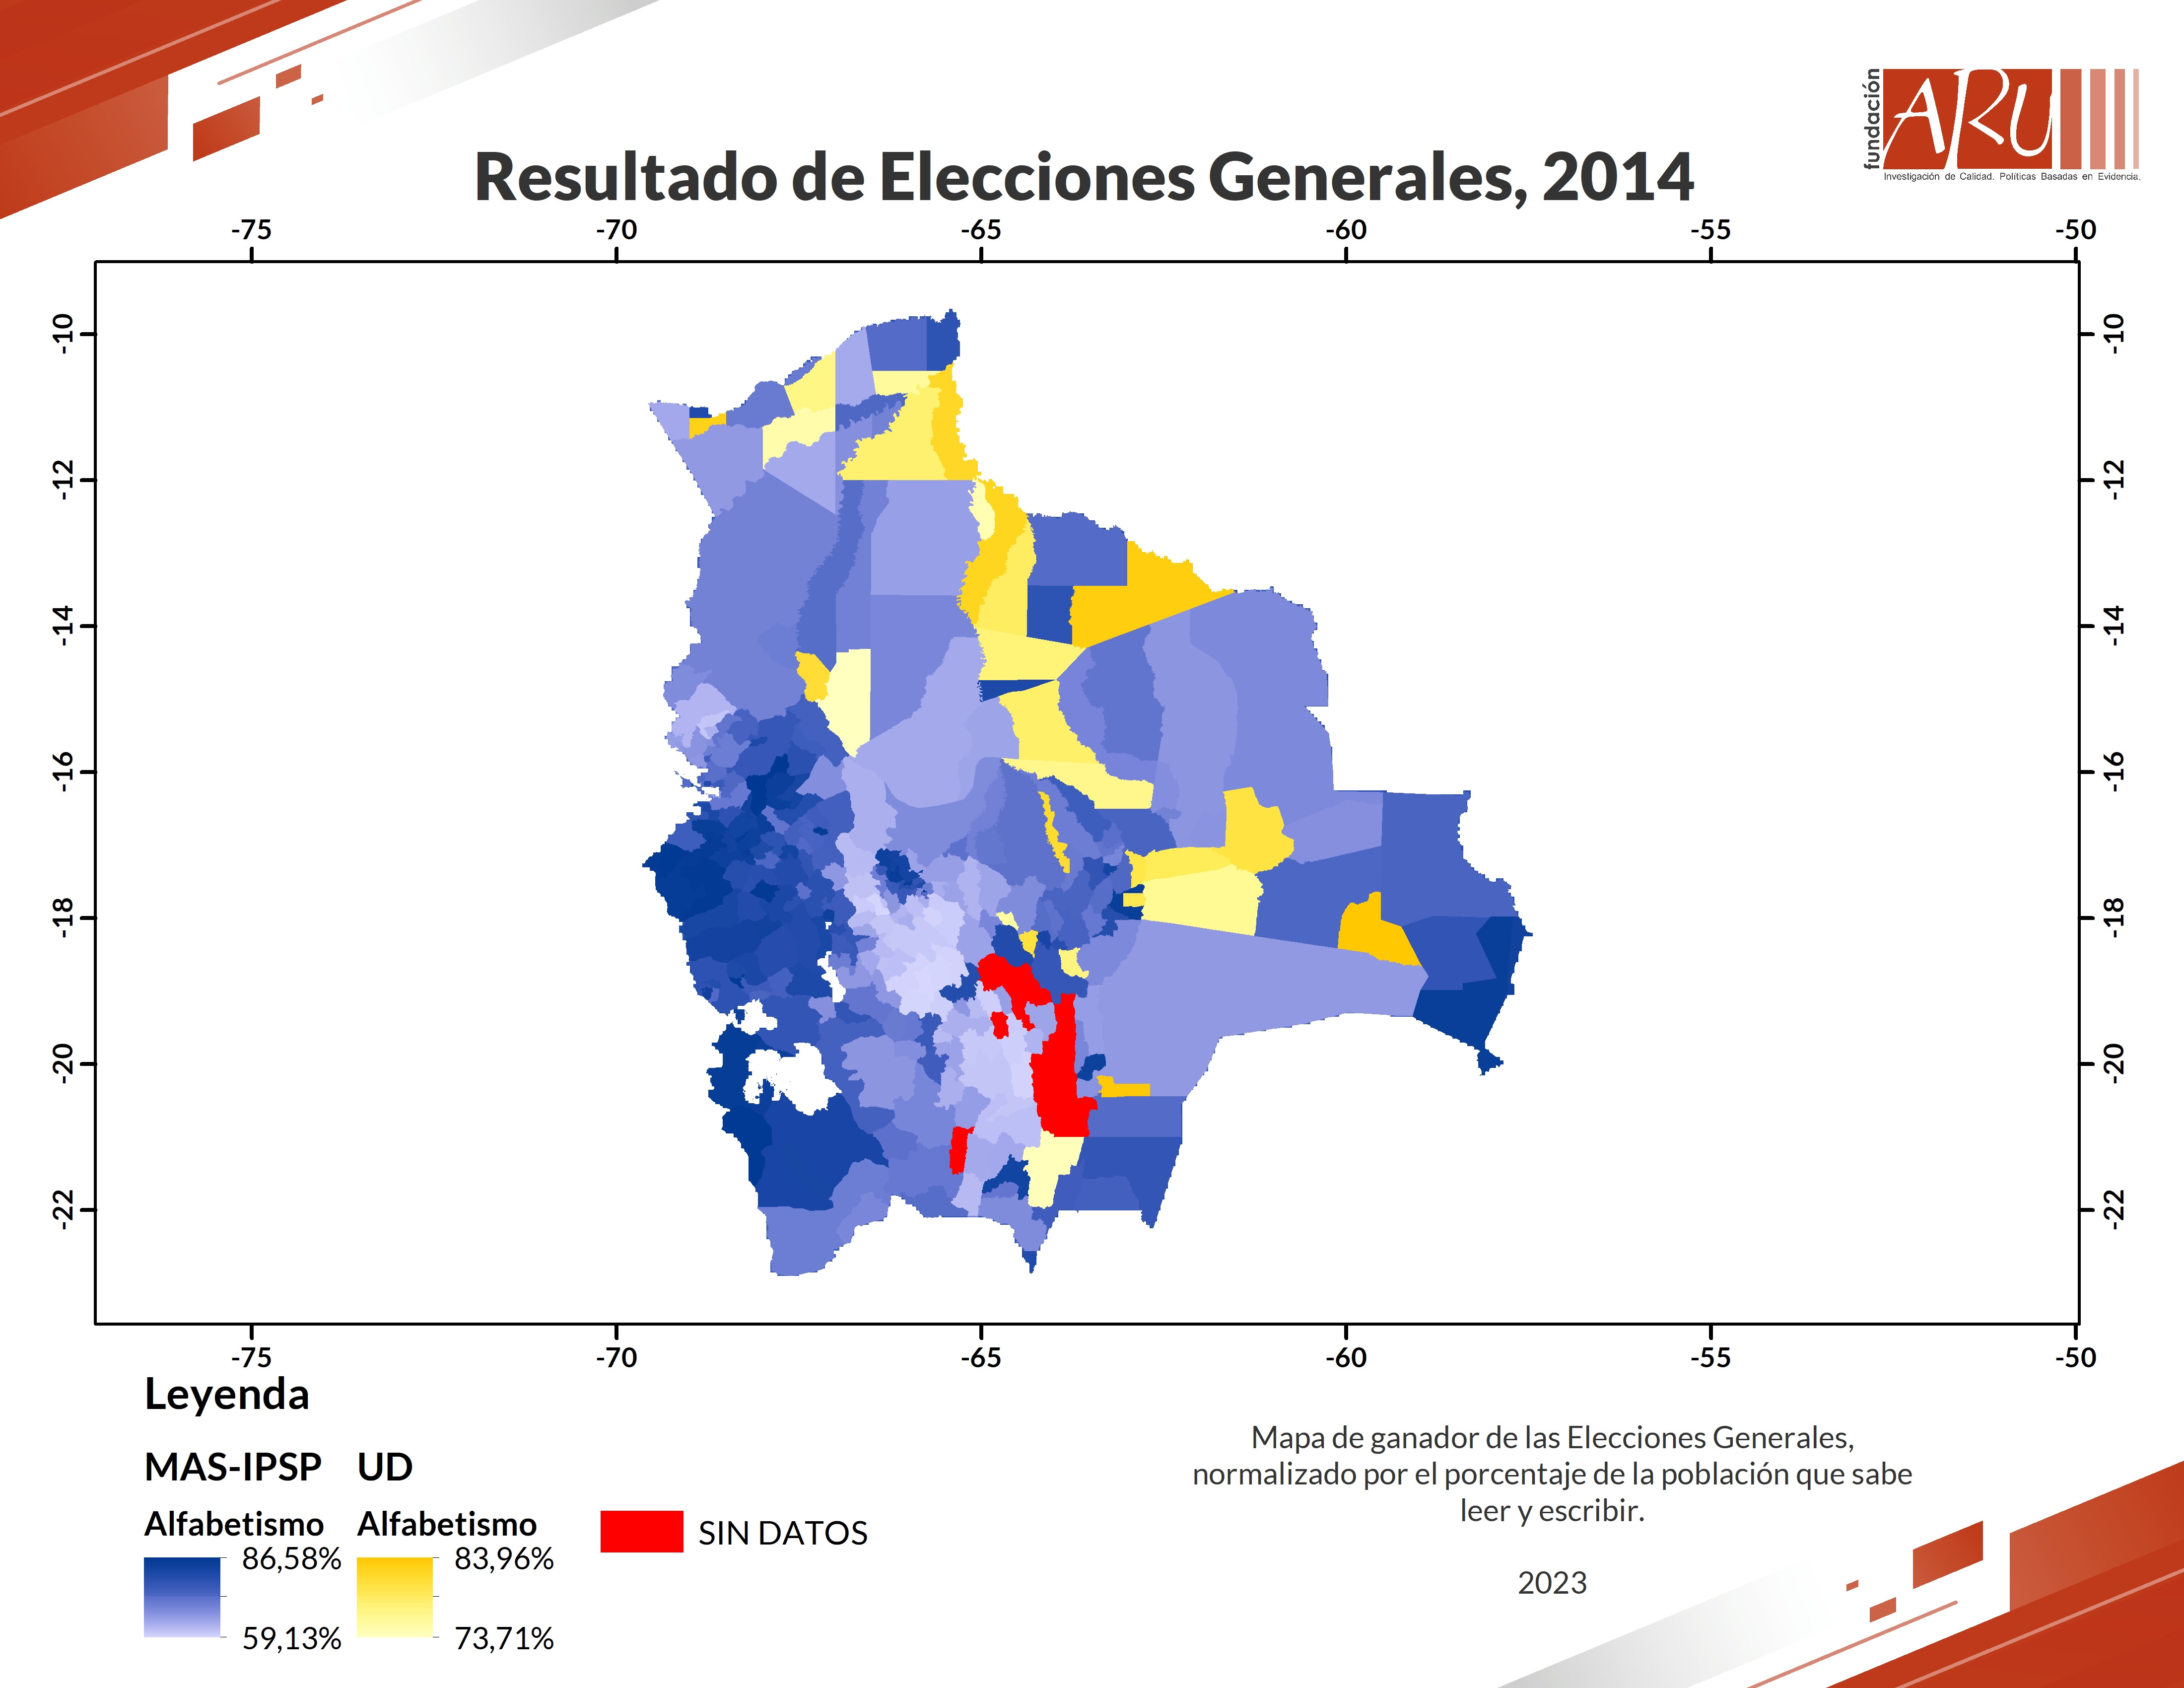 fundación
ARU
Investigación de Calidad. Políticas Basadas en Evidencia.
Resultado de Elecciones Generales, 2014
-75 -70 -65 -60 -55 -50
-10 -10
-12 -12
-14 -14
-16 -16
-18 -18
-20 -20
-22 -22
-75 -70 -65 -60 -55 -50
Leyenda
MAS-IPSP UD
Alfabetismo Alfabetismo
86,58% 83,96%
59,13% 73,71%
SIN DATOS
Mapa de ganador de las Elecciones Generales,
normalizado por el porcentaje de la población que sabe
leer y escribir.
2023